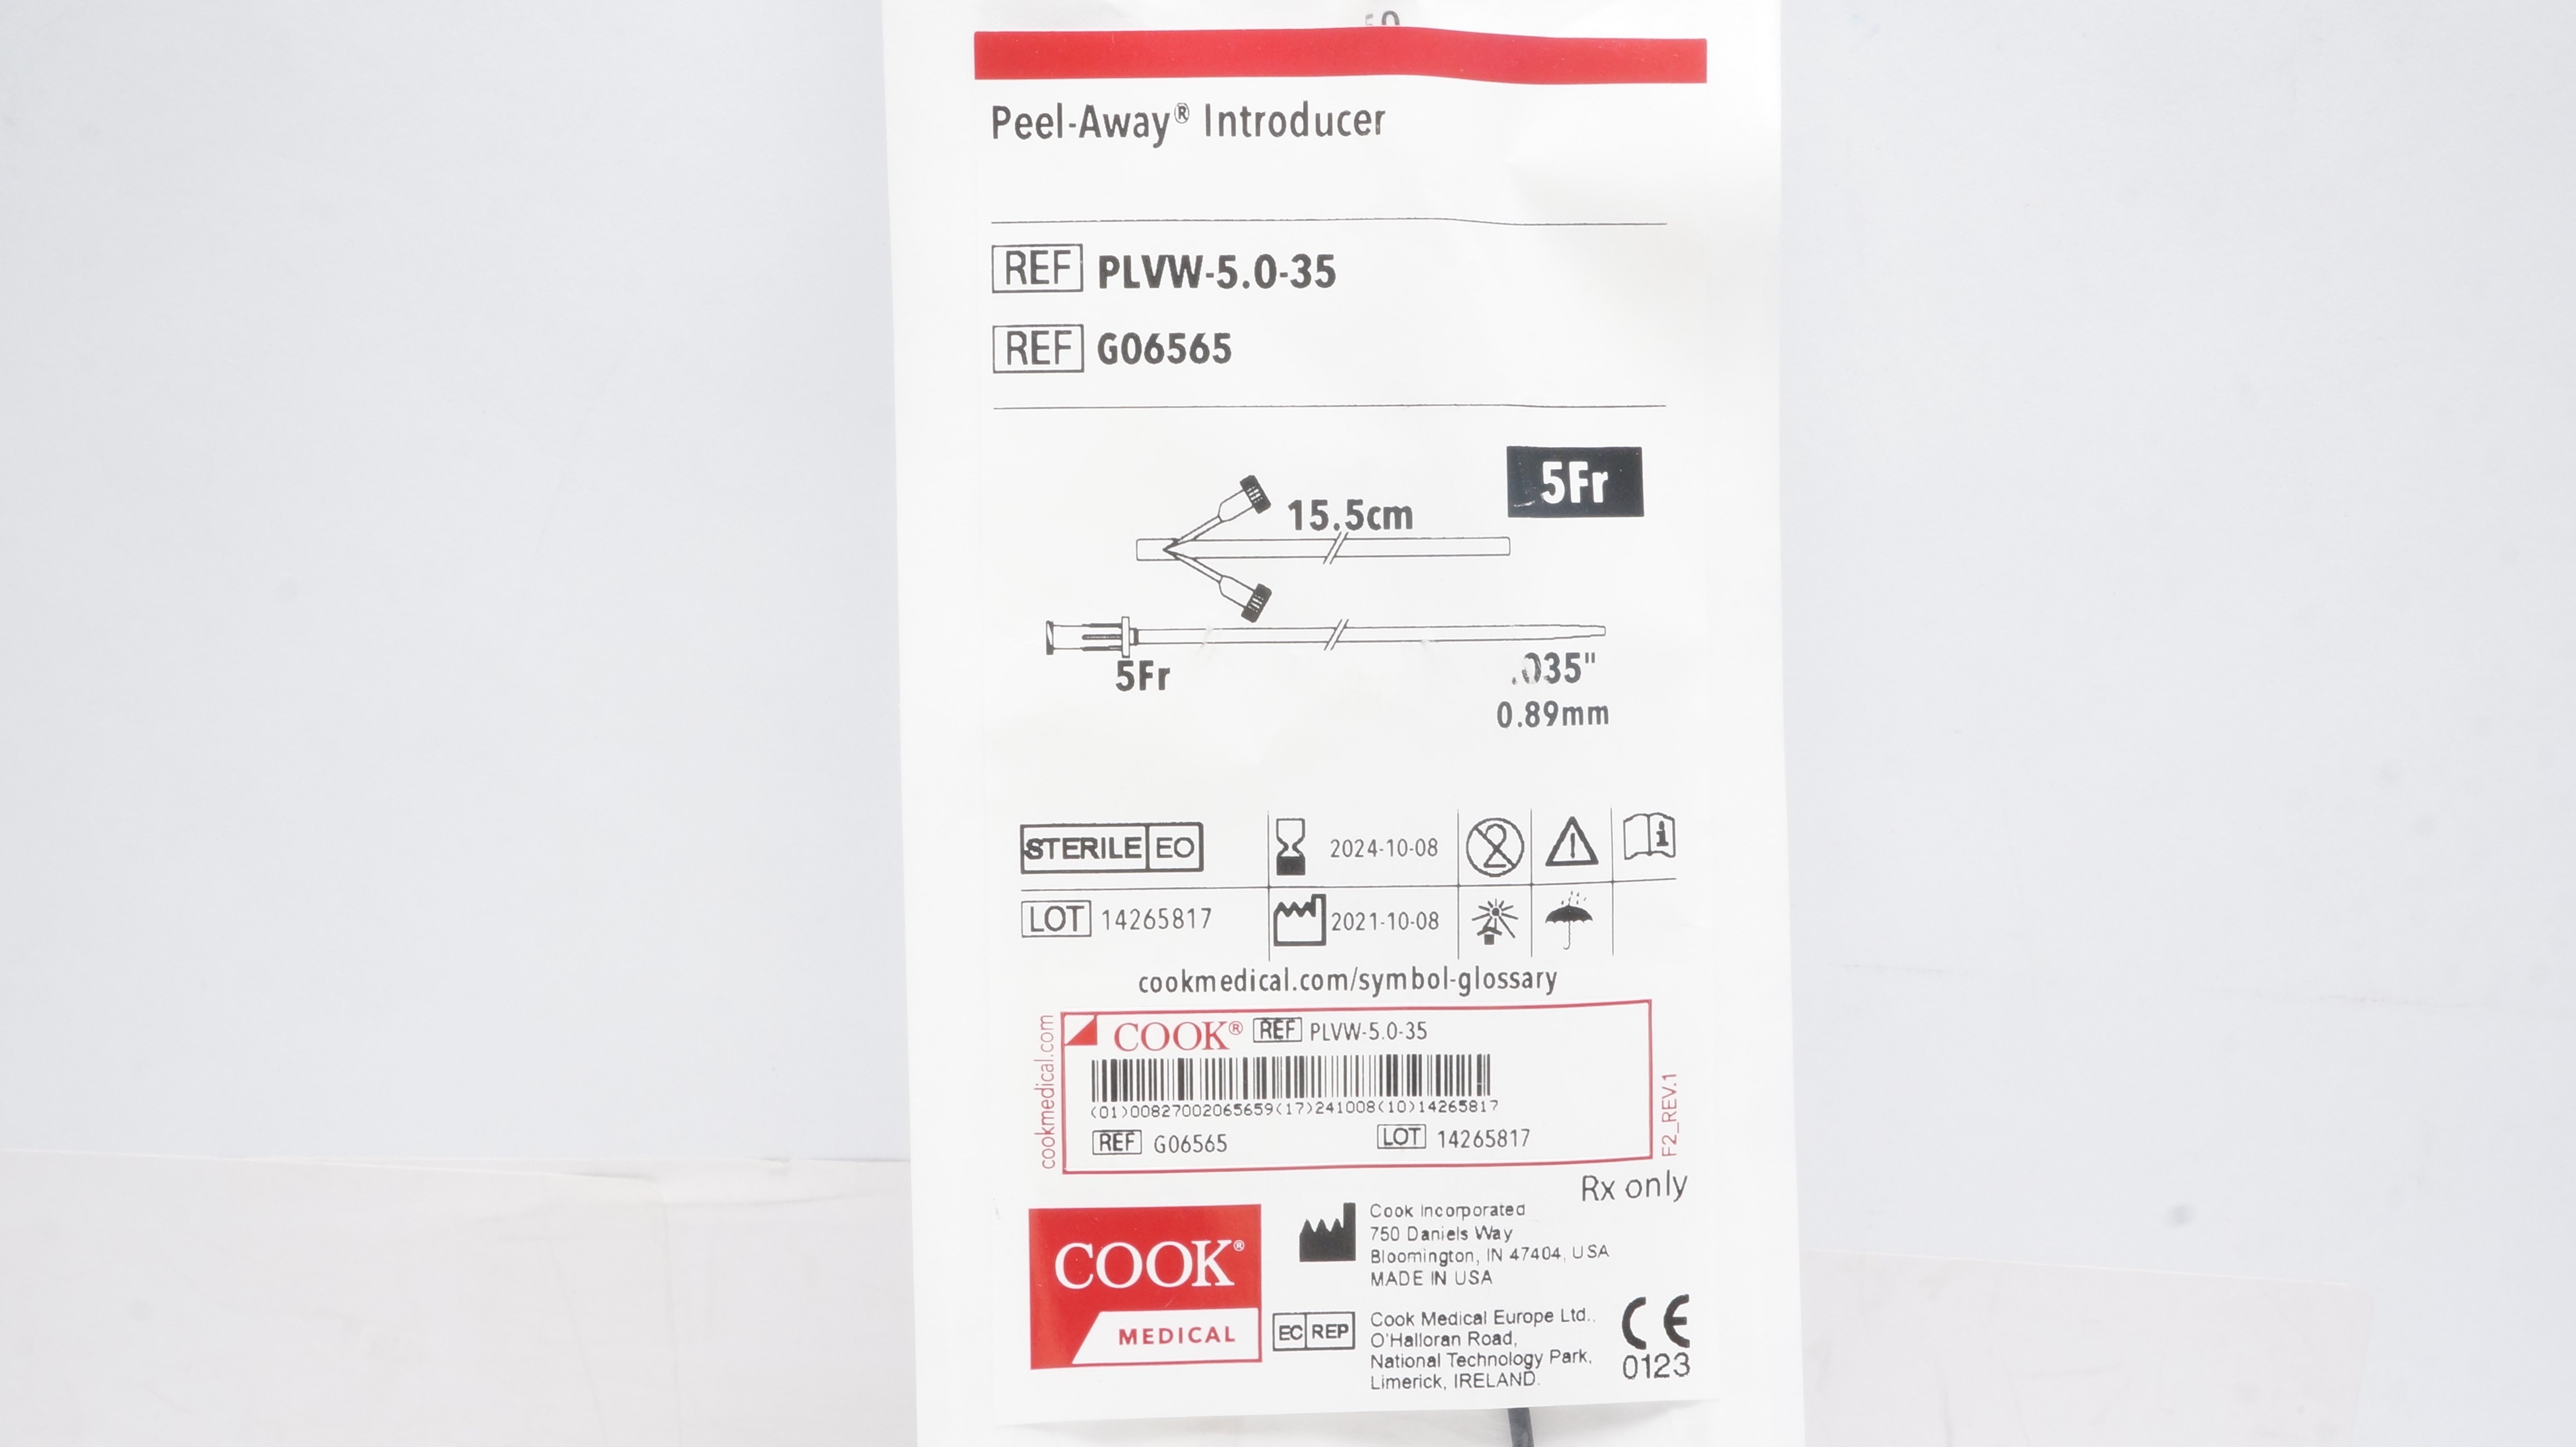 Peel-Away® Introducer
REF PLVW-5.0-35
REF G06565
5Fr
15.5cm
5Fr
.035"
0.89mm
STERILE EO
2024-10-08
LOT 14265817
2021-10-08
cookmedical.com/symbol-glossary
cookmedical.com
COOK® REF PLVW-5.0-35
(01)00827002065659(17)241008(10)14265817
REF G06565 LOT 14265817
F2_REV.1
Rx only
COOK®
MEDICAL
Cook Incorporated
750 Daniels Way
Bloomington, IN 47404, USA
MADE IN USA
EC REP
Cook Medical Europe Ltd.,
O'Halloran Road,
National Technology Park,
Limerick, IRELAND.
CE
0123